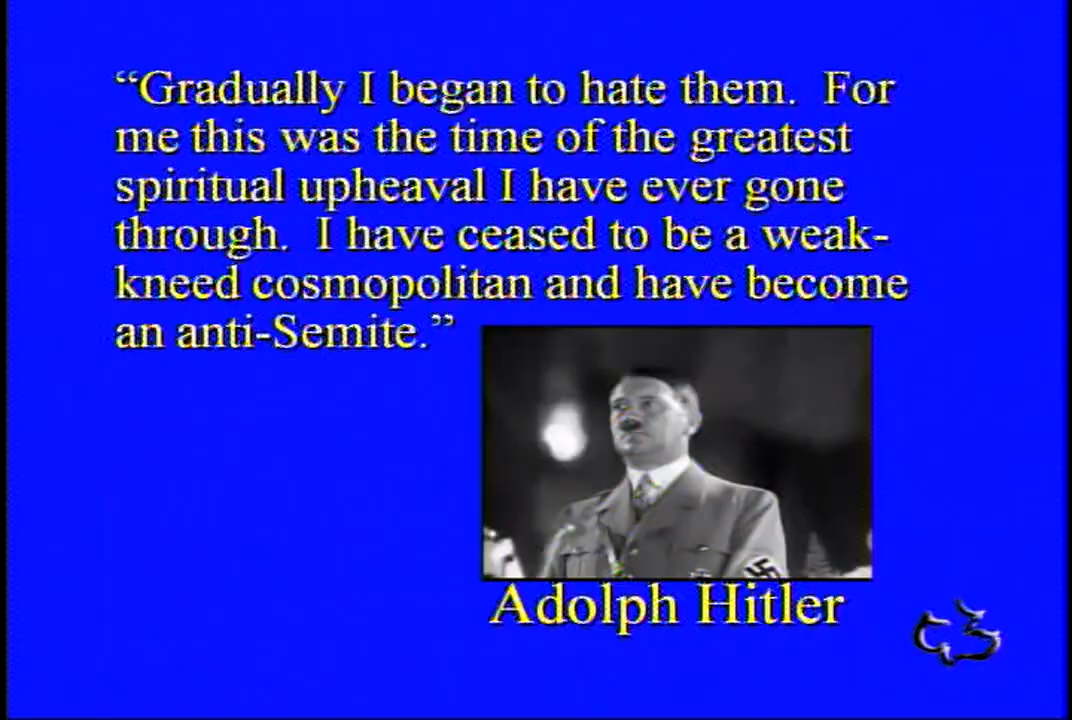 “Gradually I began to hate them. For
me this was the time of the greatest
spiritual upheaval I have ever gone
through. I have ceased to be a weak-
kneed cosmopolitan and have become
an anti-Semite.”
Adolph Hitler